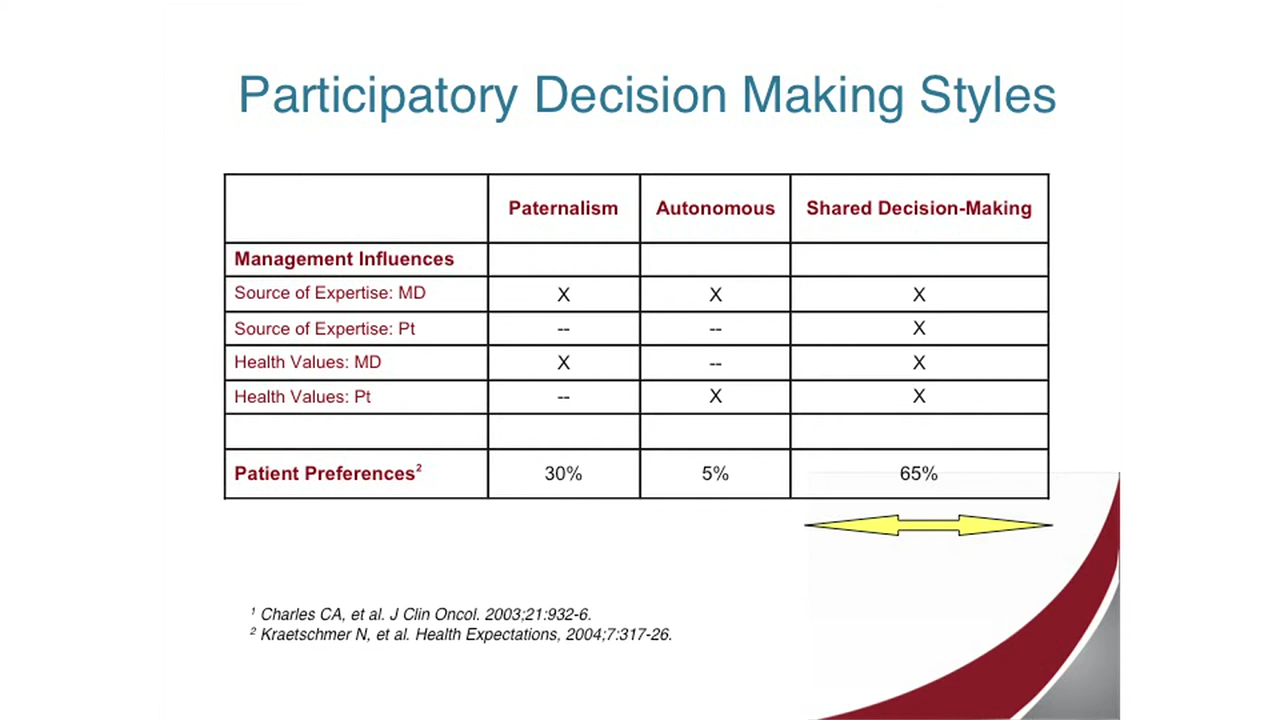 Participatory Decision Making Styles
Paternalism Autonomous Shared Decision-Making
Management Influences
Source of Expertise: MD X X X
Source of Expertise: Pt -- -- X
Health Values: MD X -- X
Health Values: Pt -- X X
Patient Preferences² 30% 5% 65%
¹ Charles CA, et al. J Clin Oncol. 2003;21:932-6.
² Kraetschmer N, et al. Health Expectations, 2004;7:317-26.